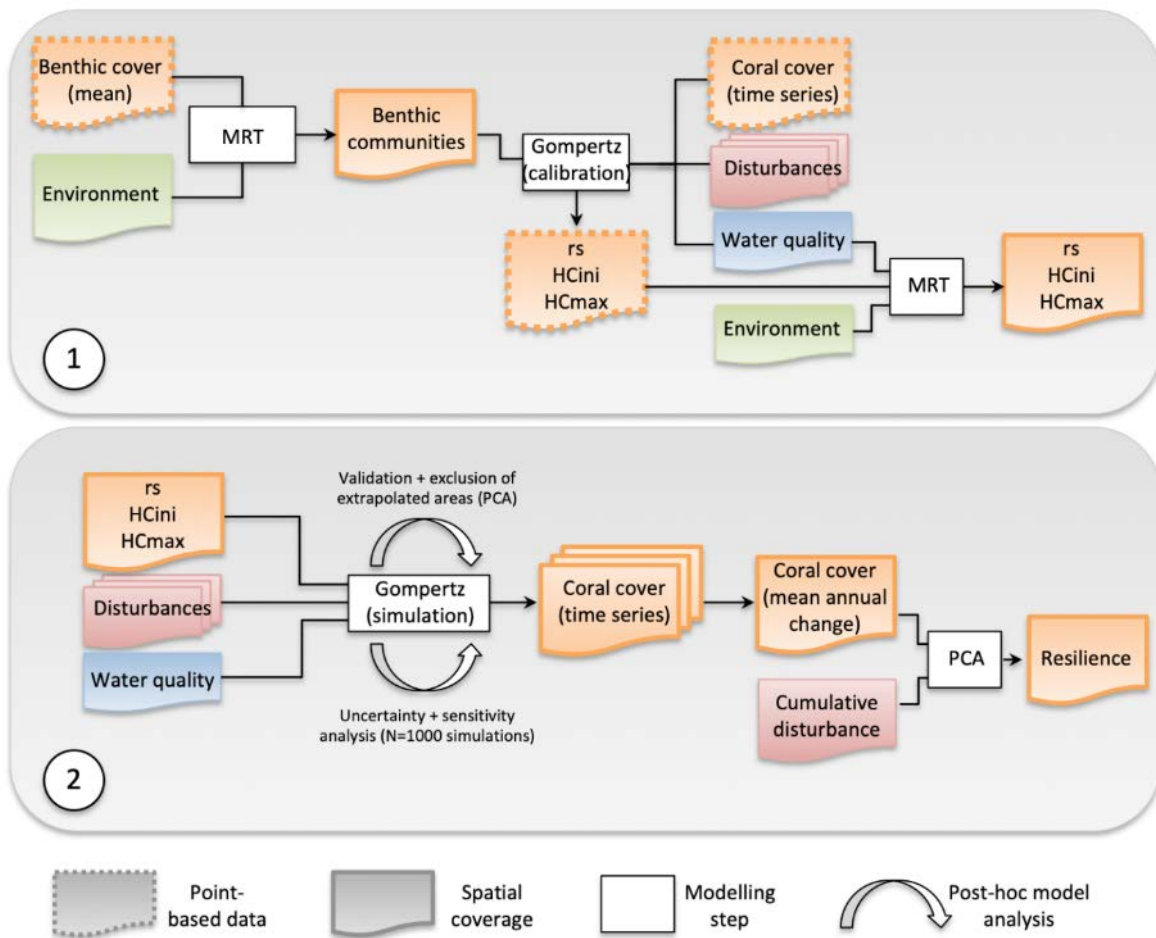 Benthic cover
(mean)
Environment
MRT
Benthic
communities
Gompertz
(calibration)
rs
HCini
HCmax
Coral cover
(time series)
Disturbances
Water quality
Environment
MRT
rs
HCini
HCmax
1
rs
HCini
HCmax
Disturbances
Water quality
Validation + exclusion of
extrapolated areas (PCA)
Gompertz
(simulation)
Uncertainty + sensitivity
analysis (N=1000 simulations)
Coral cover
(time series)
Coral cover
(mean annual
change)
Cumulative
disturbance
PCA
Resilience
2
Point-
based data
Spatial
coverage
Modelling
step
Post-hoc model
analysis